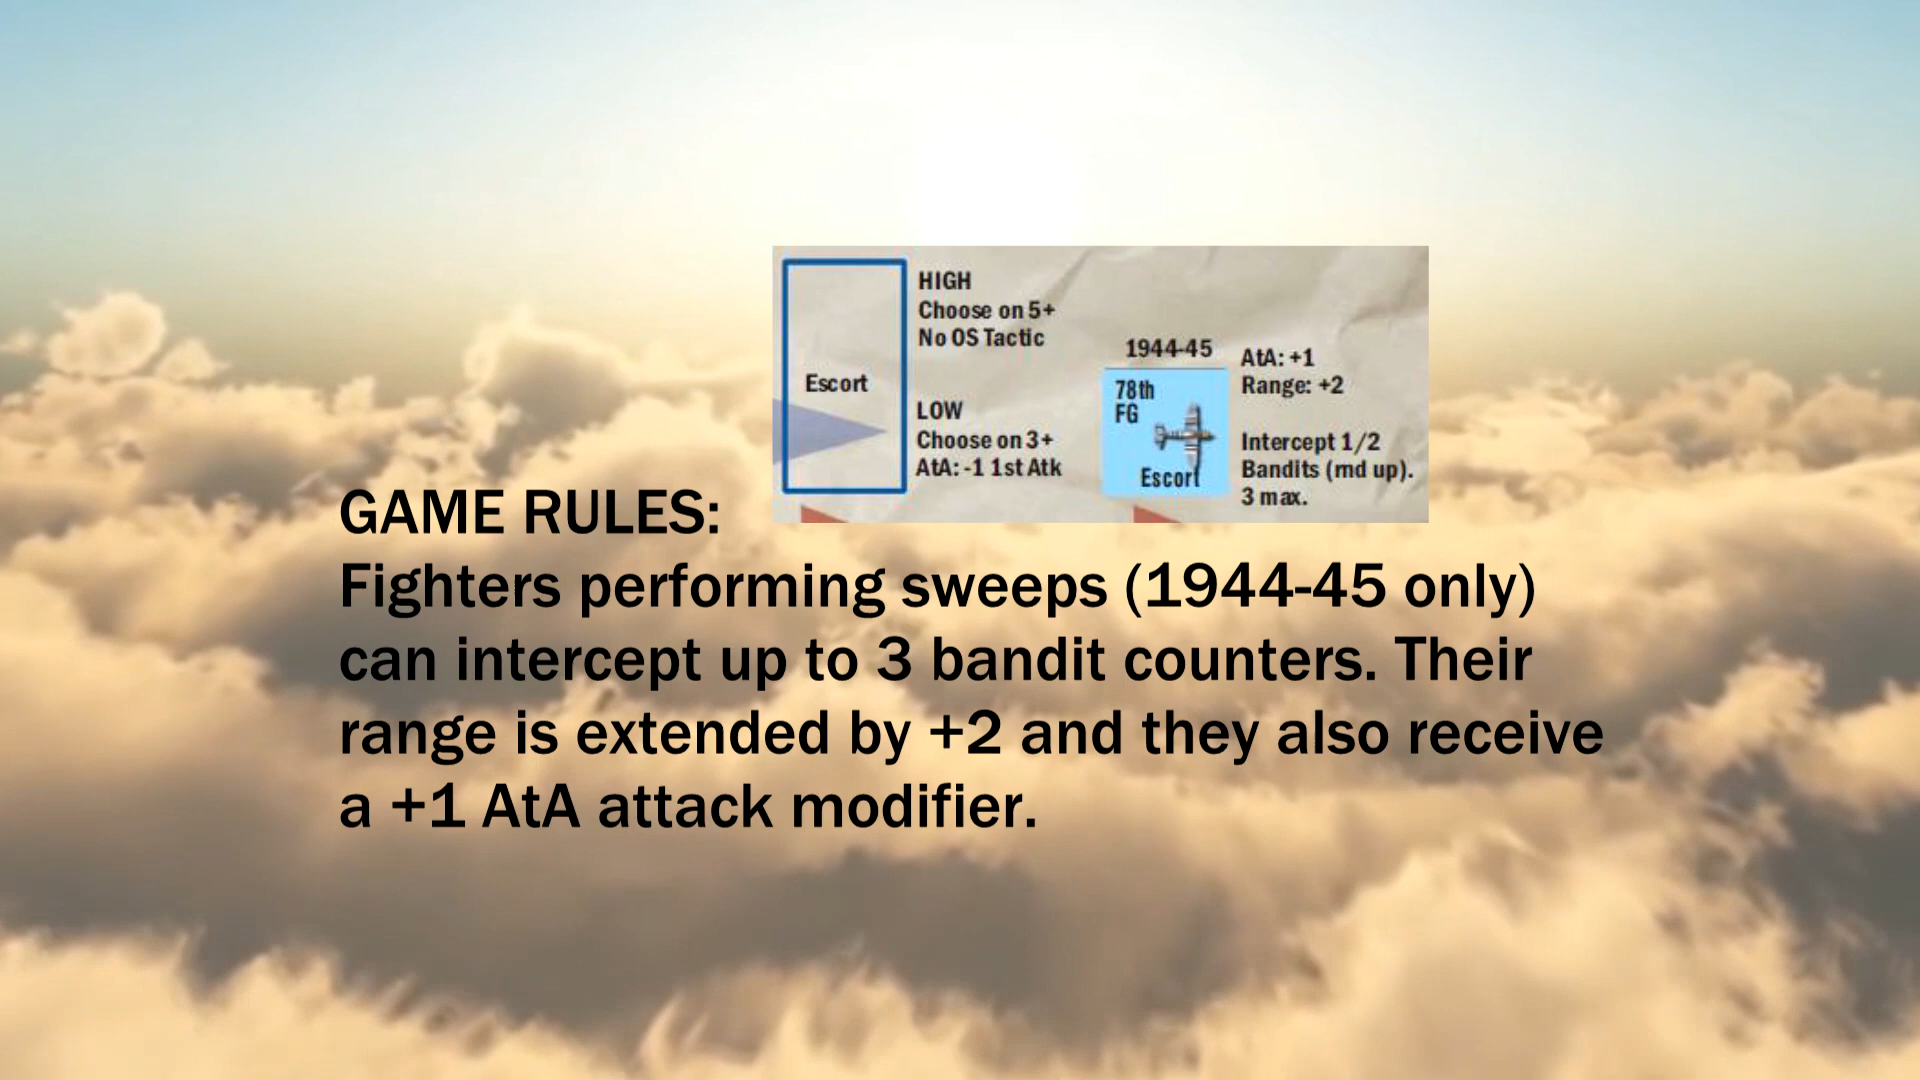 HIGH
Choose on 5+
No OS Tactic
Escort
LOW
Choose on 3+
AtA: -1 1st Atk
1944-45
78th
FG
Escort
AtA: +1
Range: +2
Intercept 1/2
Bandits (rnd up).
3 max.
GAME RULES:
Fighters performing sweeps (1944-45 only)
can intercept up to 3 bandit counters. Their
range is extended by +2 and they also receive
a +1 AtA attack modifier.